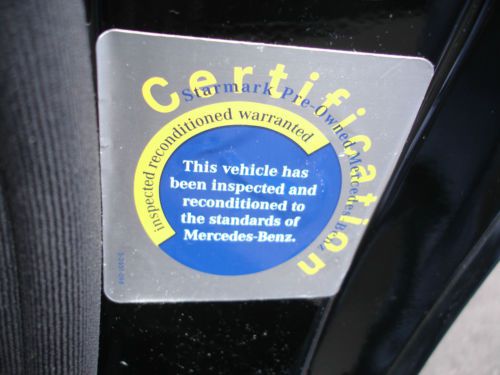 Certification
Starmark Pre-Owned Mercedes-Benz
inspected reconditioned warranted
This vehicle has
been inspected and
reconditioned to
the standards of
Mercedes-Benz.